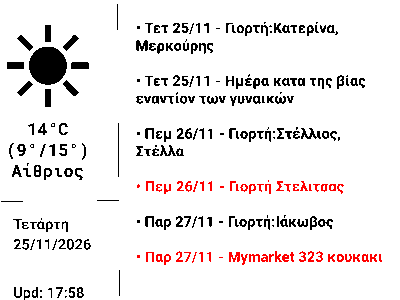 14°C
(9°/15°)
Αίθριος
Τετάρτη
25/11/2026
Upd: 17:58
• Τετ 25/11 - Γιορτή:Κατερίνα,
Μερκούρης
• Τετ 25/11 - Ημέρα κατα της βίας
εναντίον των γυναικών
• Πεμ 26/11 - Γιορτή:Στέλλιος,
Στέλλα
• Πεμ 26/11 - Γιορτή Στελιτσας
• Παρ 27/11 - Γιορτή:Ιάκωβος
• Παρ 27/11 - Mymarket 323 κουκακι